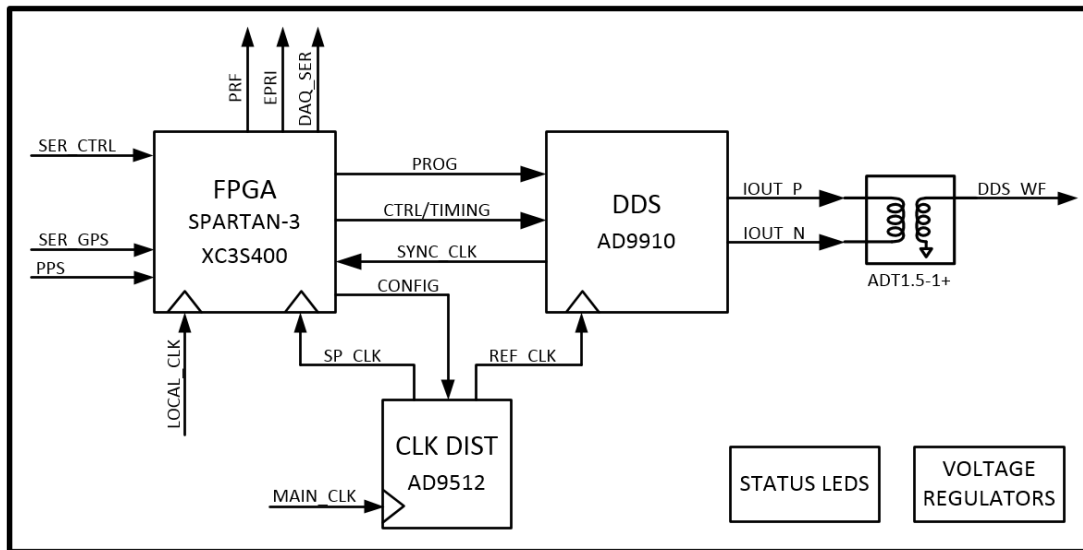 PRF
EPRI
DAQ_SER
SER_CTRL
SER_GPS
PPS
FPGA
SPARTAN-3
XC3S400
PROG
CTRL/TIMING
SYNC_CLK
CONFIG
DDS
AD9910
IOUT_P
IOUT_N
DDS_WF
ADT1.5-1+
LOCAL_CLK
SP_CLK
REF_CLK
CLK DIST
AD9512
MAIN_CLK
STATUS LEDS
VOLTAGE
REGULATORS